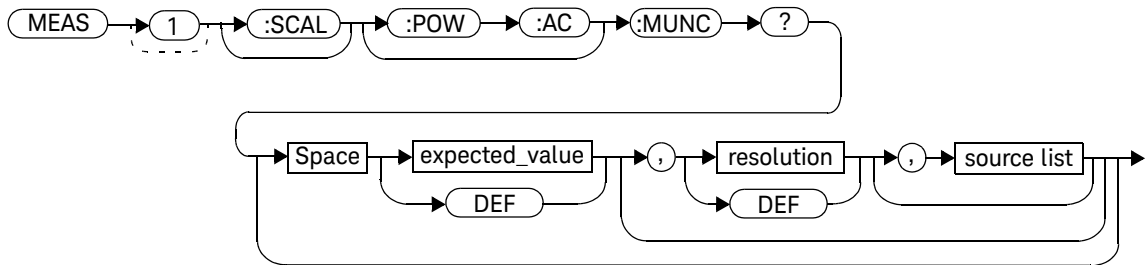 MEAS 1 :SCAL :POW :AC :MUNC ?
Space expected_value , resolution , source list
DEF DEF